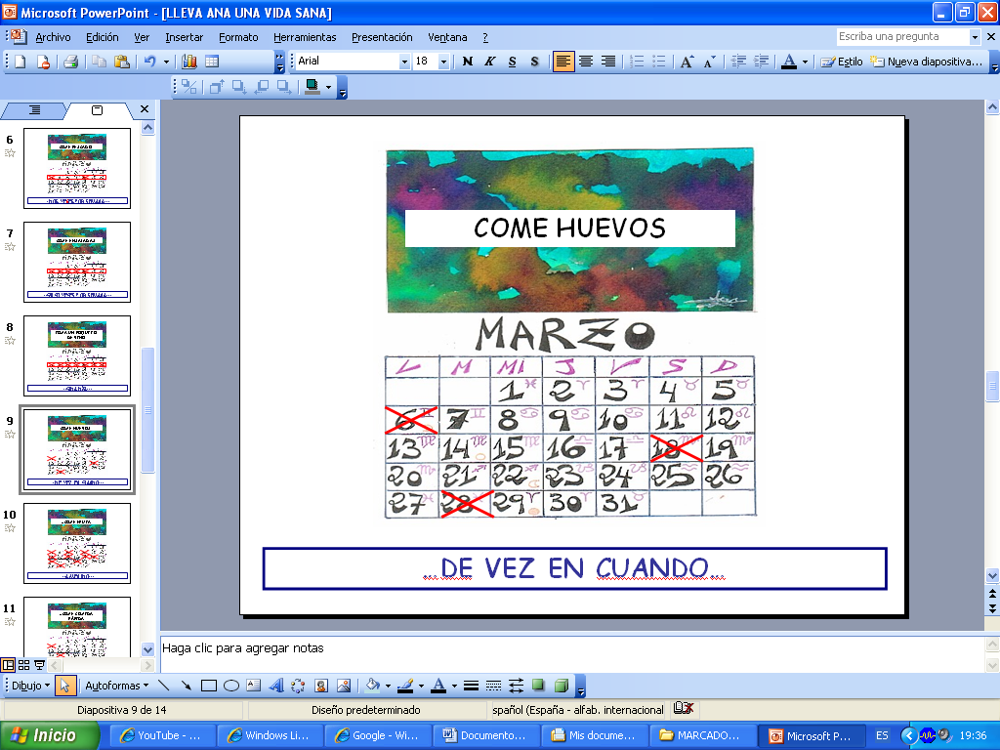 Microsoft PowerPoint - [LLEVA ANA UNA VIDA SANA]
Archivo Edición Ver Insertar Formato Herramientas Presentación Ventana ? Escriba una pregunta
Arial 18 N K S S Estilo Nueva diapositiva...
6
7
8
9
10
11
COME HUEVOS
MARZO
L M MI J V S D
1 2 3 4 5
6 7 8 9 10 11 12
13 14 15 16 17 18 19
20 21 22 23 24 25 26
27 28 29 30 31
...DE VEZ EN CUANDO...
Haga clic para agregar notas
Dibujo Autoformas
Diapositiva 9 de 14 Diseño predeterminado spañol (España - alfab. internacional
Inicio YouTube - ... Windows Li... Google - Wi... Documento... Mis docume... MARCADO... Microsoft P... ES 19:36